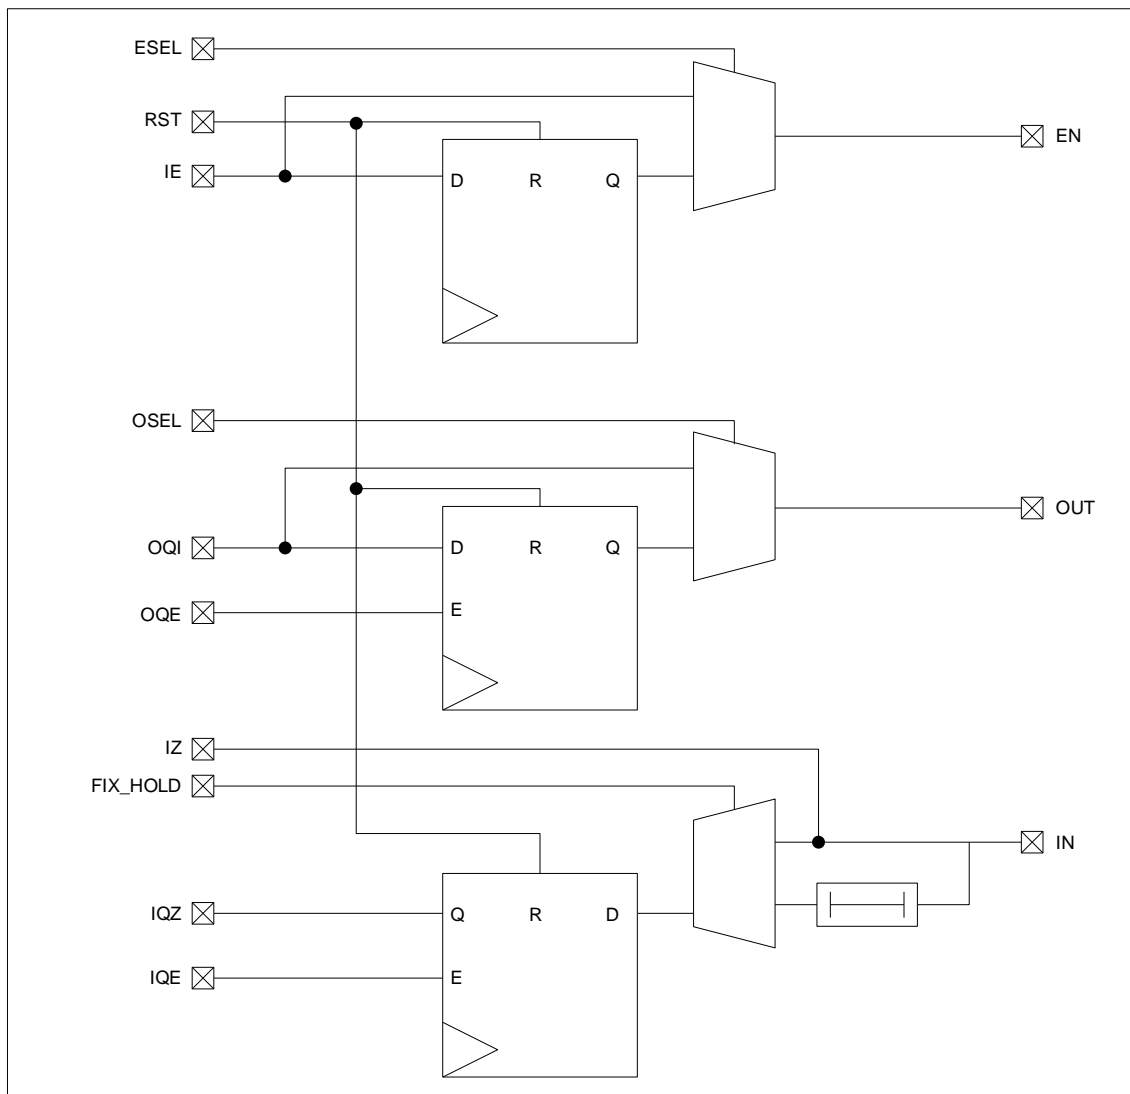 ESEL
RST
IE
EN
D R Q
OSEL
OUT
OQI
D R Q
OQE
E
IZ
FIX_HOLD
IN
IQZ
Q R D
IQE
E